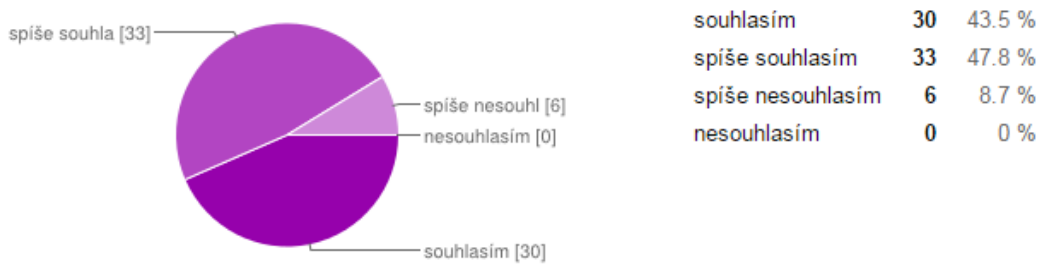 spíše souhla [33]
spíše nesouhl [6]
nesouhlasím [0]
souhlasím [30]
souhlasím 30 43.5 %
spíše souhlasím 33 47.8 %
spíše nesouhlasím 6 8.7 %
nesouhlasím 0 0 %